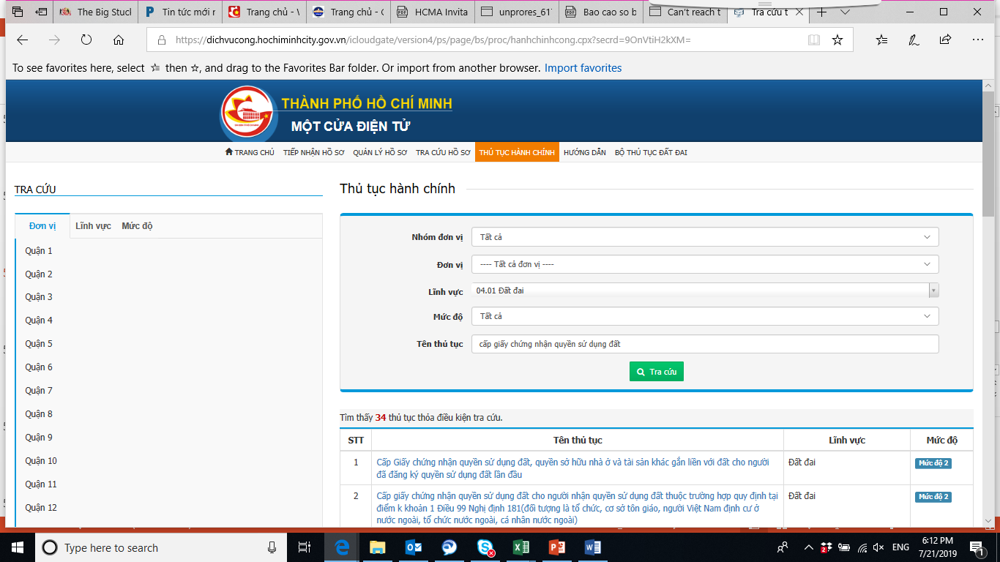 The Big Stucl
Tin tức mới r
Trang chủ - V
Trang chủ - C
HCMA Invita
unprores_61
Bao cao so b
Can't reach t
Tra cứu t
https://dichvucong.hochiminhcity.gov.vn/icloudgate/version4/ps/page/bs/proc/hanhchinhcong.cpx?secrd=9OnVtiH2kXM=
To see favorites here, select then ☆, and drag to the Favorites Bar folder. Or import from another browser. Import favorites
THÀNH PHỐ HỒ CHÍ MINH
MỘT CỬA ĐIỆN TỬ
TRANG CHỦ TIẾP NHẬN HỒ SƠ QUẢN LÝ HỒ SƠ TRA CỨU HỒ SƠ THỦ TỤC HÀNH CHÍNH HƯỚNG DẪN BỘ THỦ TỤC ĐẤT ĐAI
TRA CỨU
Đơn vị Lĩnh vực Mức độ
Quận 1
Quận 2
Quận 3
Quận 4
Quận 5
Quận 6
Quận 7
Quận 8
Quận 9
Quận 10
Quận 11
Quận 12
Thủ tục hành chính
Nhóm đơn vị Tất cả
Đơn vị ---- Tất cả đơn vị ----
Lĩnh vực 04.01 Đất đai
Mức độ Tất cả
Tên thủ tục cấp giấy chứng nhận quyền sử dụng đất
Tra cứu
Tìm thấy 34 thủ tục thỏa điều kiện tra cứu.
STT Tên thủ tục Lĩnh vực Mức độ
1 Cấp Giấy chứng nhận quyền sử dụng đất, quyền sở hữu nhà ở và tài sản khác gắn liền với đất cho người Đất đai Mức độ 2
đã đăng ký quyền sử dụng đất lần đầu
2 Cấp giấy chứng nhận quyền sử dụng đất cho người nhận quyền sử dụng đất thuộc trường hợp quy định tại Đất đai Mức độ 2
điểm k khoản 1 Điều 99 Nghị định 181(đối tượng là tổ chức, cơ sở tôn giáo, người Việt Nam định cư ở
nước ngoài, tổ chức nước ngoài, cá nhân nước ngoài)
Type here to search
ENG
6:12 PM
7/21/2019
2
1